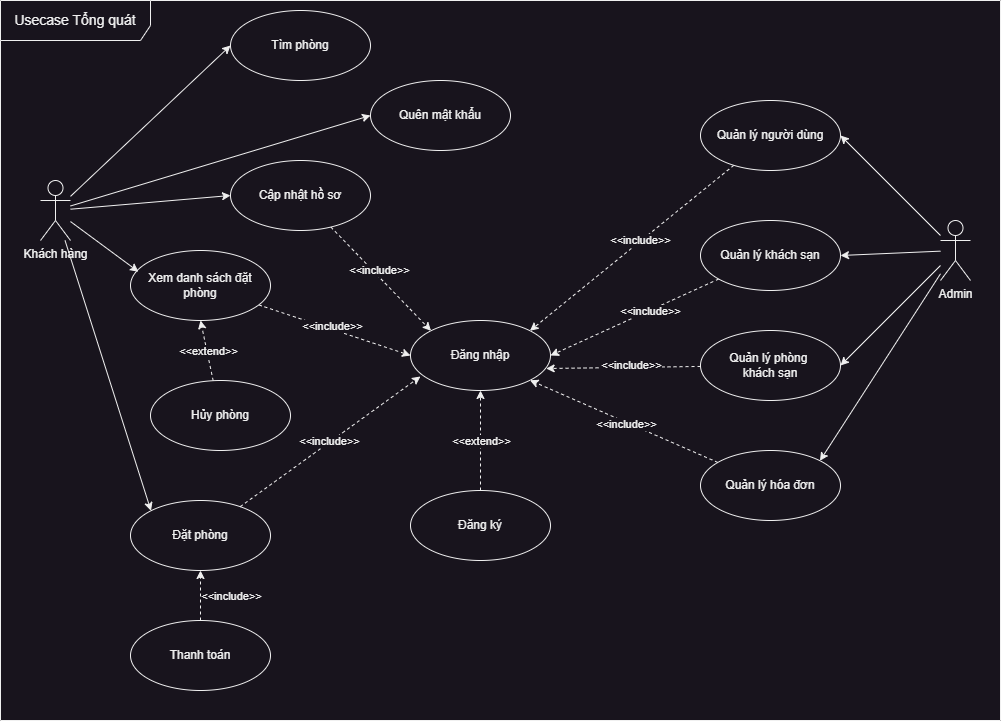 Usecase Tổng quát
Tìm phòng
Quên mật khẩu
Quản lý người dùng
Cập nhật hồ sơ
<<include>>
Khách hàng
Quản lý khách sạn
<<include>>
Xem danh sách đặt
phòng
Admin
<<include>>
<<include>>
<<extend>>
Đăng nhập
Quản lý phòng
khách sạn
<<include>>
Hủy phòng
<<include>>
<<include>>
<<extend>>
Quản lý hóa đơn
Đặt phòng
Đăng ký
<<include>>
Thanh toán